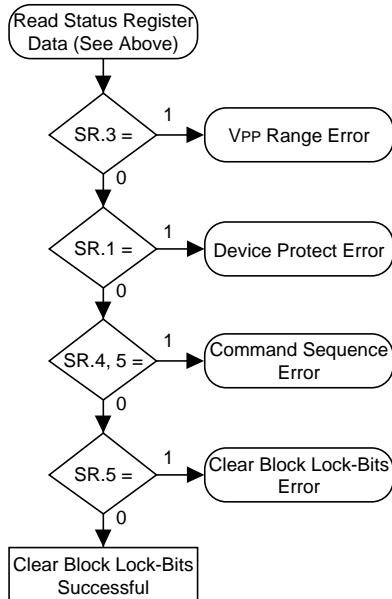 Read Status Register
Data (See Above)
SR.3 =
1
VPP Range Error
0
SR.1 =
1
Device Protect Error
0
SR.4, 5 =
1
Command Sequence
Error
0
SR.5 =
1
Clear Block Lock-Bits
Error
0
Clear Block Lock-Bits
Successful